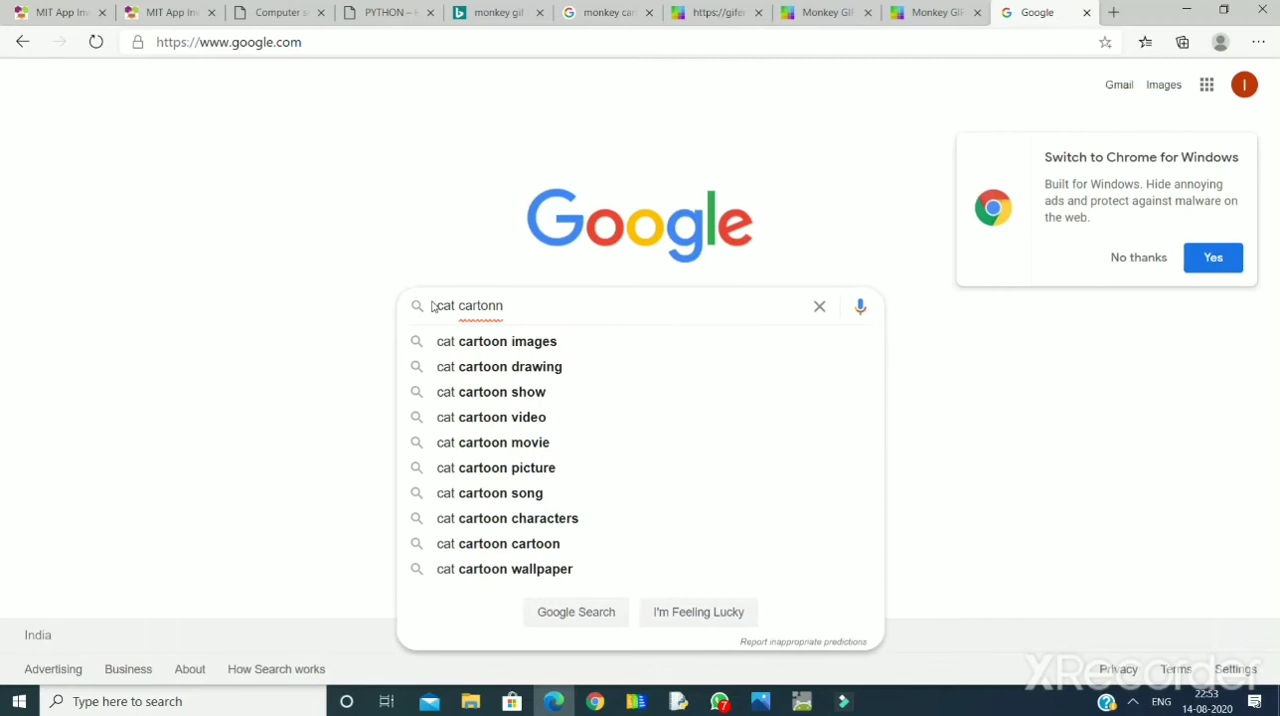 MIT App Inv
MIT App Inv
Computer s
PYTHON – E
monkey gif
monkey car
https://gifer
Monkey GIF
Monkey GIF
Google
https://www.google.com
Gmail
Images
I
Switch to Chrome for Windows
Built for Windows. Hide annoying
ads and protect against malware on
the web.
No thanks
Yes
Google
cat cartonn
cat cartoon images
cat cartoon drawing
cat cartoon show
cat cartoon video
cat cartoon movie
cat cartoon picture
cat cartoon song
cat cartoon characters
cat cartoon cartoon
cat cartoon wallpaper
Google Search
I'm Feeling Lucky
Report inappropriate predictions
India
Advertising
Business
About
How Search works
Privacy
Terms
Settings
XRecorder
Type here to search
7
ENG
22:53
14-08-2020